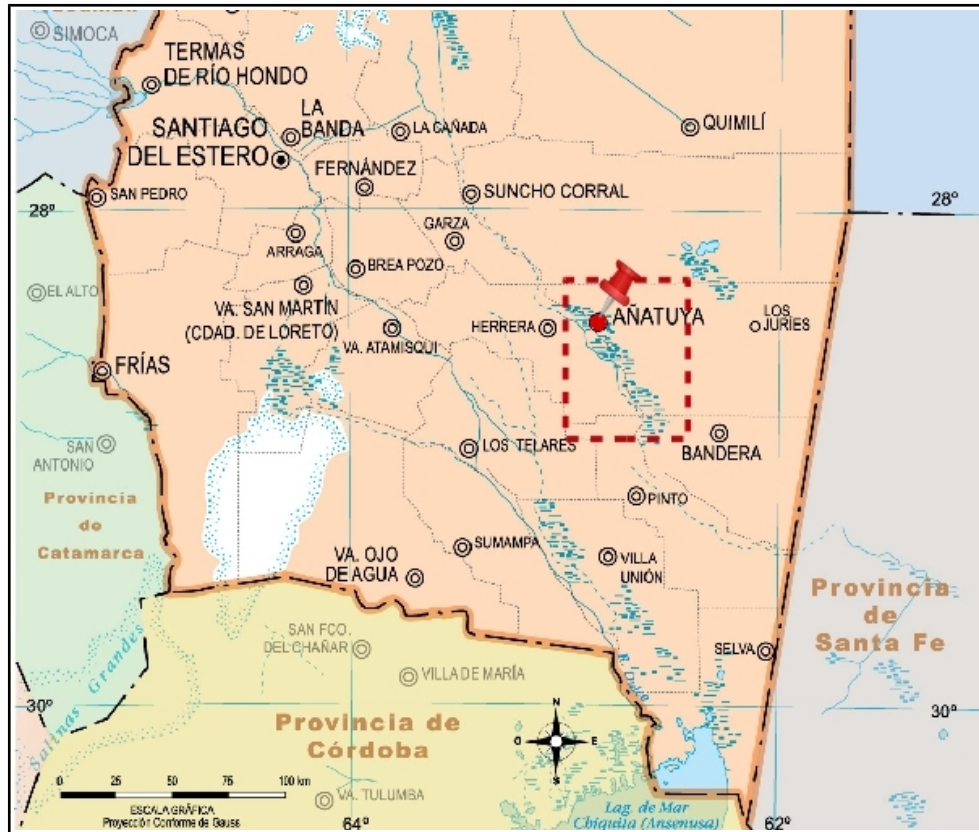 SIMOCA
TERMAS
DE RÍO HONDO
LA
BANDA
LA CAÑADA
QUIMILÍ
SANTIAGO
DEL ESTERO
FERNÁNDEZ
SAN PEDRO
SUNCHO CORRAL
28º
28º
GARZA
ARRAGA
BREA POZO
EL ALTO
VA. SAN MARTÍN
(CDAD. DE LORETO)
VA. ATAMISQUI
HERRERA
AÑATUYA
LOS
JURIES
FRÍAS
SAN
ANTONIO
LOS TELARES
BANDERA
Provincia
de
Catamarca
PINTO
SUMAMPA
VILLA
UNIÓN
VA. OJO
DE AGUA
Provincia
de
Santa Fe
SAN FCO.
DEL CHAÑAR
VILLA DE MARÍA
SELVA
Salinas Grandes
R. Dulce
30º
30º
Provincia de
Córdoba
N
O
E
S
0 25 50 75 100 km
ESCALA GRÁFICA
Proyección Conforme de Gauss
VA. TULUMBA
64º
Lag. de Mar
Chiquita (Ansenusa)
62º